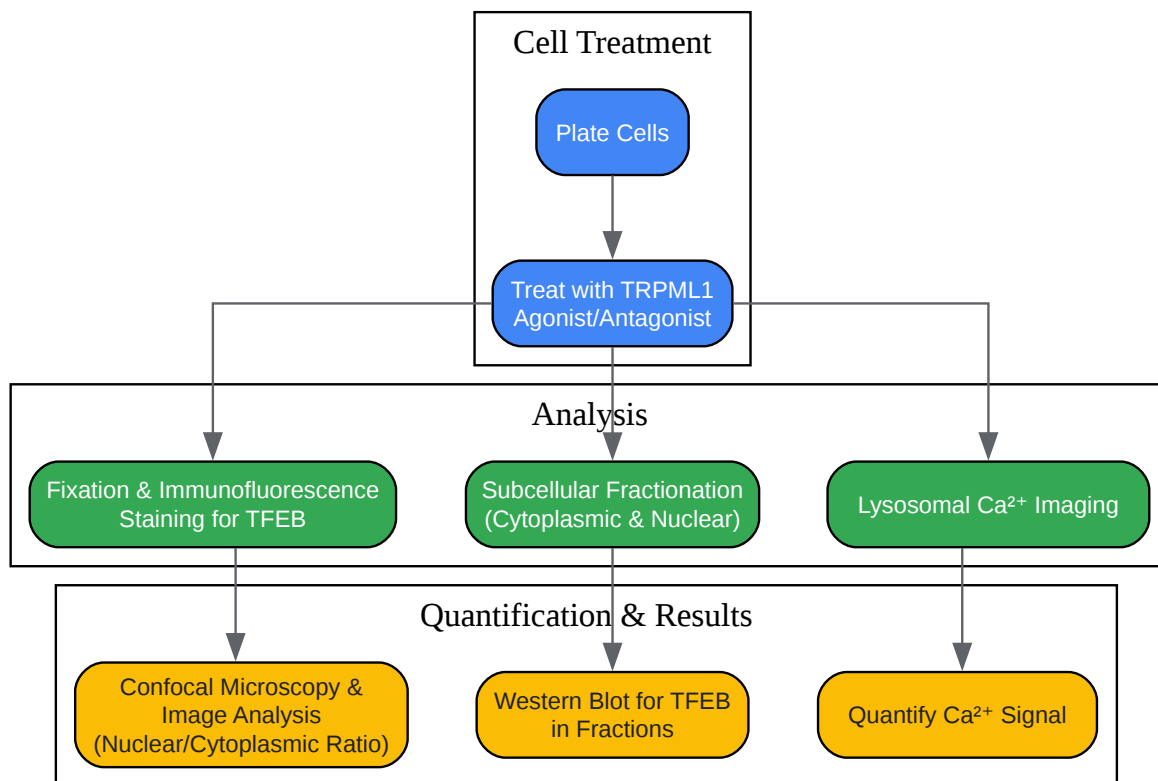 Cell Treatment
Plate Cells
Treat with TRPML1
Agonist/Antagonist
Analysis
Fixation & Immunofluorescence
Staining for TFEB
Subcellular Fractionation
(Cytoplasmic & Nuclear)
Lysosomal Ca²⁺ Imaging
Quantification & Results
Confocal Microscopy &
Image Analysis
(Nuclear/Cytoplasmic Ratio)
Western Blot for TFEB
in Fractions
Quantify Ca²⁺ Signal